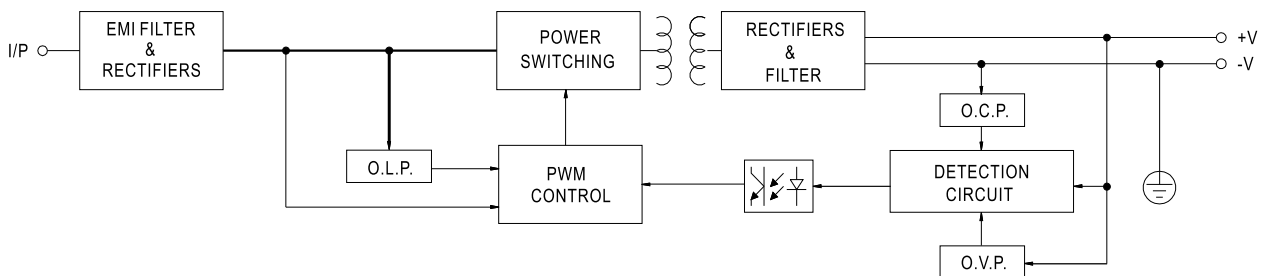 I/P
EMI FILTER
&
RECTIFIERS
POWER
SWITCHING
RECTIFIERS
&
FILTER
+V
-V
O.C.P.
O.L.P.
PWM
CONTROL
DETECTION
CIRCUIT
O.V.P.